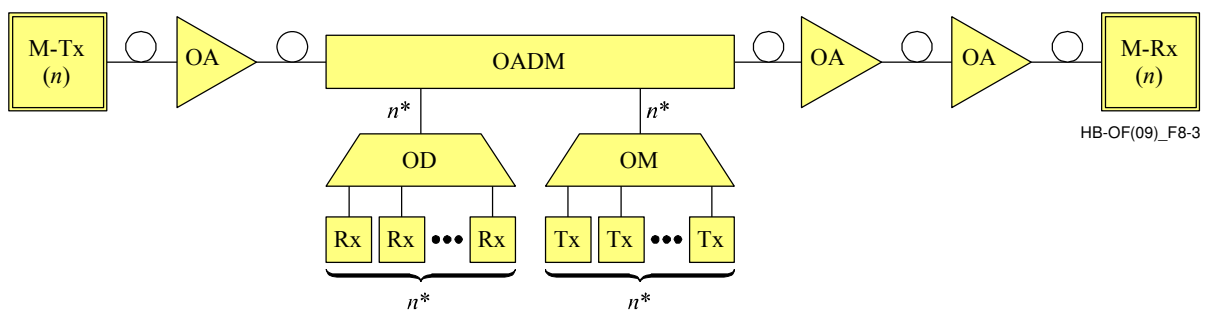 M-Tx
(n)
OA
OADM
OA
OA
M-Rx
(n)
HB-OF(09)_F8-3
n*
n*
OD
OM
Rx
Rx
•••
Rx
Tx
Tx
•••
Tx
n*
n*